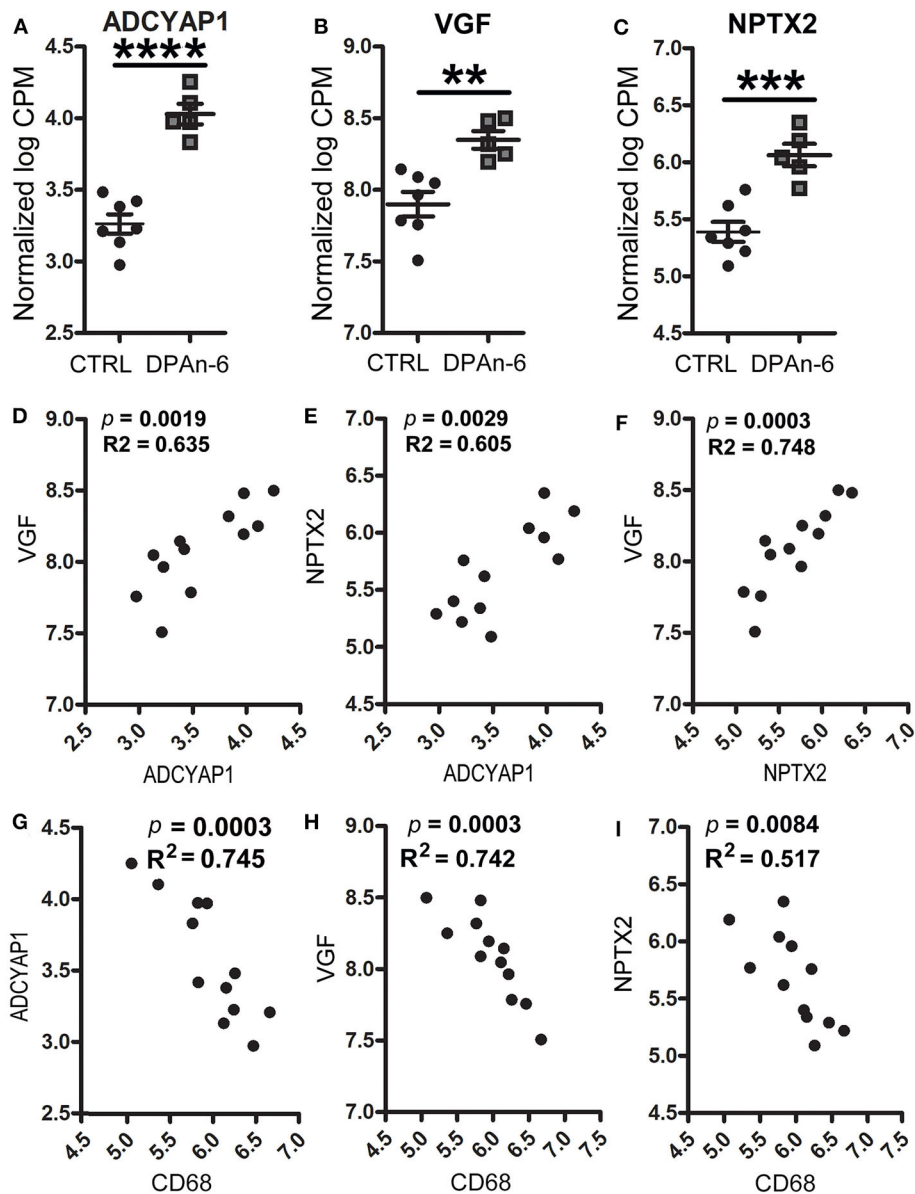 A ADCYAP1
****
Normalized log CPM
4.5
4.0
3.5
3.0
2.5
CTRL DPAn-6
B VGF
**
Normalized log CPM
9.0
8.5
8.0
7.5
7.0
CTRL DPAn-6
C NPTX2
***
Normalized log CPM
7.0
6.5
6.0
5.5
5.0
4.5
CTRL DPAn-6
D
p = 0.0019
R2 = 0.635
VGF
9.0
8.5
8.0
7.5
7.0
2.5 3.0 3.5 4.0 4.5
ADCYAP1
E
p = 0.0029
R2 = 0.605
NPTX2
7.0
6.5
6.0
5.5
5.0
4.5
2.5 3.0 3.5 4.0 4.5
ADCYAP1
F
p = 0.0003
R2 = 0.748
VGF
9.0
8.5
8.0
7.5
7.0
4.5 5.0 5.5 6.0 6.5 7.0
NPTX2
G
p = 0.0003
R2 = 0.745
ADCYAP1
4.5
4.0
3.5
3.0
2.5
4.5 5.0 5.5 6.0 6.5 7.0
CD68
H
p = 0.0003
R2 = 0.742
VGF
9.0
8.5
8.0
7.5
7.0
4.5 5.0 5.5 6.0 6.5 7.0 7.5
CD68
I
p = 0.0084
R2 = 0.517
NPTX2
7.0
6.5
6.0
5.5
5.0
4.5
4.5 5.0 5.5 6.0 6.5 7.0 7.5
CD68